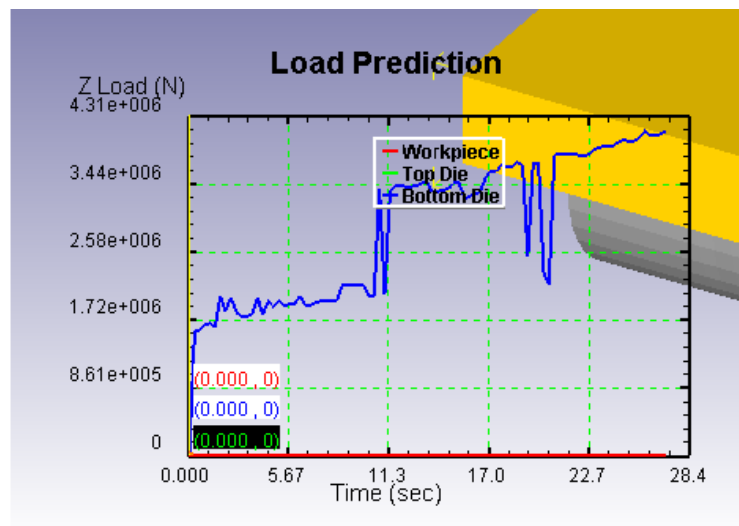 Load Prediction
Z Load (N)
4.31e+006
Workpiece
Top Die
Bottom Die
3.44e+006
2.58e+006
1.72e+006
8.61e+005
(0.000 , 0)
(0.000 , 0)
(0.000 , 0)
0
0.000 5.67 11.3 17.0 22.7 28.4
Time (sec)